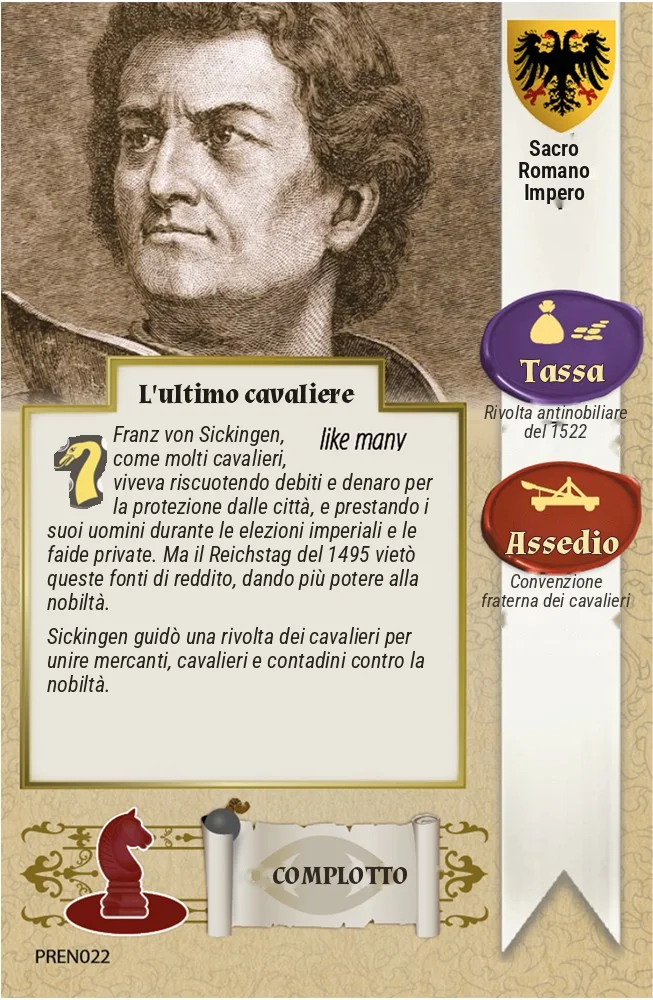 Sacro
Romano
Impero
Tassa
Rivolta antinobiliare
del 1522
Assedio
Convenzione
fraterna dei cavalieri
L'ultimo cavaliere
Franz von Sickingen,
like many
come molti cavalieri,
viveva riscuotendo debiti e denaro per
la protezione dalle città, e prestando i
suoi uomini durante le elezioni imperiali e le
faide private. Ma il Reichstag del 1495 vietò
queste fonti di reddito, dando più potere alla
nobiltà.
Sickingen guidò una rivolta dei cavalieri per
unire mercanti, cavalieri e contadini contro la
nobiltà.
COMPLOTTO
PREN022